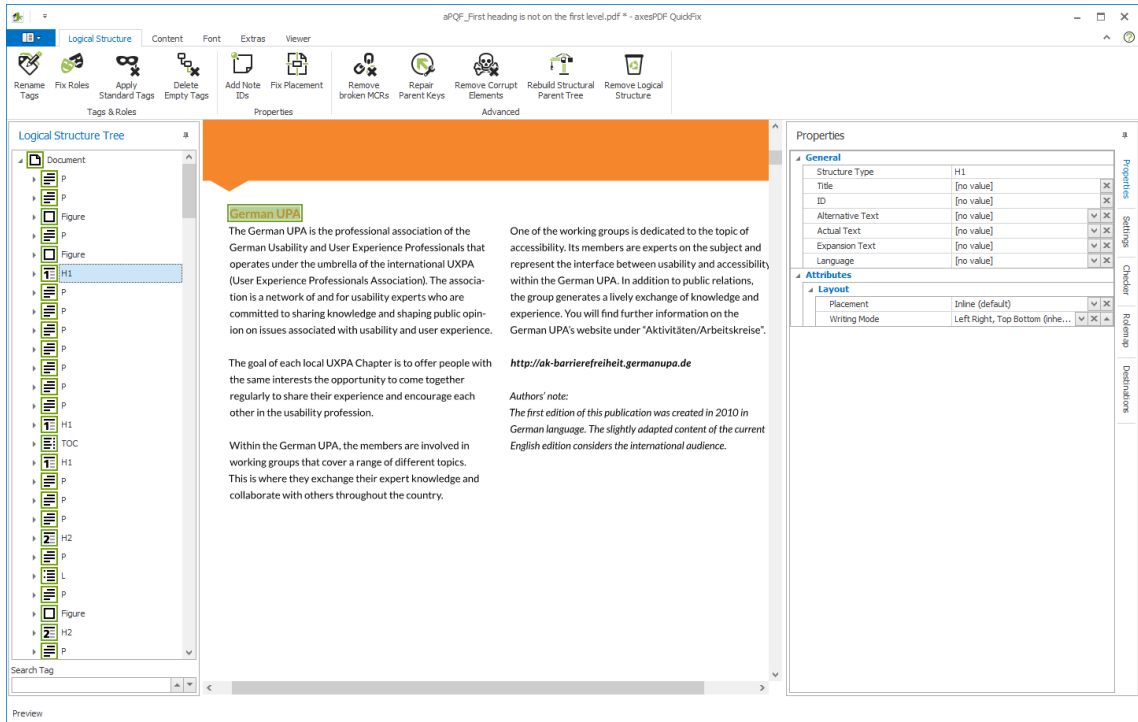 aPQF_First heading is not on the first level.pdf * - axesPDF QuickFix
Logical Structure Content Font Extras Viewer
Rename Tags
Fix Roles
Apply Standard Tags
Delete Empty Tags
Add Note IDs
Fix Placement
Remove broken MCRs
Repair Parent Keys
Remove Corrupt Elements
Rebuild Structural Parent Tree
Remove Logical Structure
Tags & Roles
Properties
Advanced
Logical Structure Tree
Document
P
P
Figure
P
Figure
H1
P
P
P
P
P
P
P
H1
TOC
H1
P
P
P
H2
P
L
P
Figure
H2
P
Search Tag
Preview
German UPA
The German UPA is the professional association of the
German Usability and User Experience Professionals that
operates under the umbrella of the international UXPA
(User Experience Professionals Association). The associa-
tion is a network of and for usability experts who are
committed to sharing knowledge and shaping public opin-
ion on issues associated with usability and user experience.
The goal of each local UXPA Chapter is to offer people with
the same interests the opportunity to come together
regularly to share their experience and encourage each
other in the usability profession.
Within the German UPA, the members are involved in
working groups that cover a range of different topics.
This is where they exchange their expert knowledge and
collaborate with others throughout the country.
One of the working groups is dedicated to the topic of
accessibility. Its members are experts on the subject and
represent the interface between usability and accessibility
within the German UPA. In addition to public relations,
the group generates a lively exchange of knowledge and
experience. You will find further information on the
German UPA's website under “Aktivitäten/Arbeitskreise”.
http://ak-barrierefreiheit.germanupa.de
Authors' note:
The first edition of this publication was created in 2010 in
German language. The slightly adapted content of the current
English edition considers the international audience.
Properties
General
Structure Type H1
Title [no value]
ID [no value]
Alternative Text [no value]
Actual Text [no value]
Expansion Text [no value]
Language [no value]
Attributes
Layout
Placement Inline (default)
Writing Mode Left Right, Top Bottom (inhe...
Properties
Settings
Checker
Rolemap
Destinations